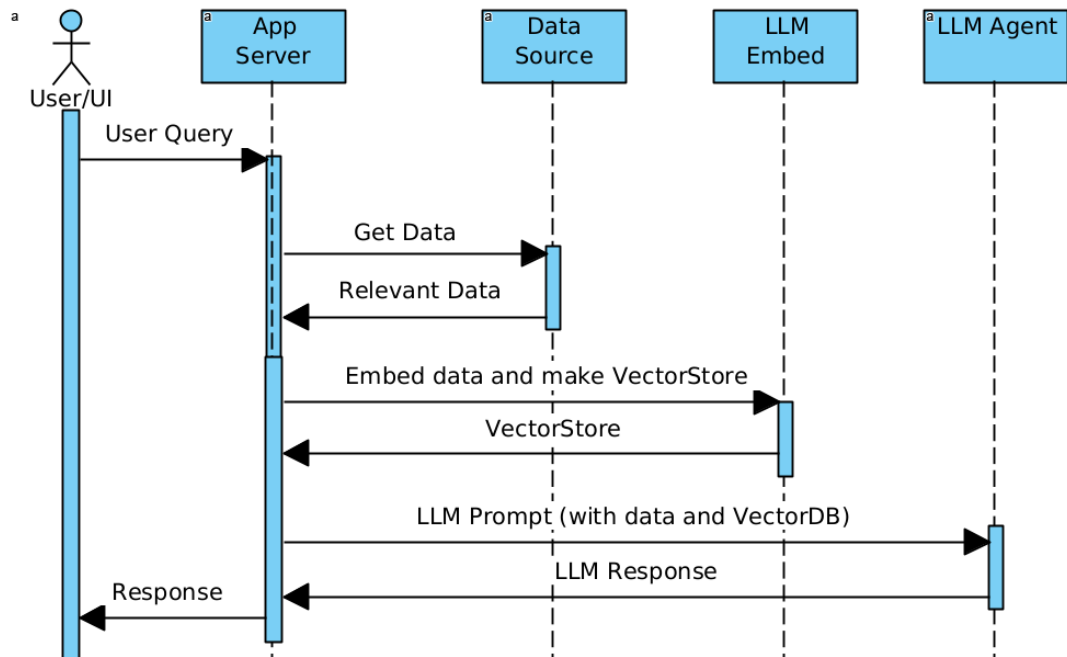 a
a
App
Server
a
Data
Source
LLM
Embed
a
LLM Agent
User/UI
User Query
Get Data
Relevant Data
Embed data and make VectorStore
VectorStore
LLM Prompt (with data and VectorDB)
LLM Response
Response